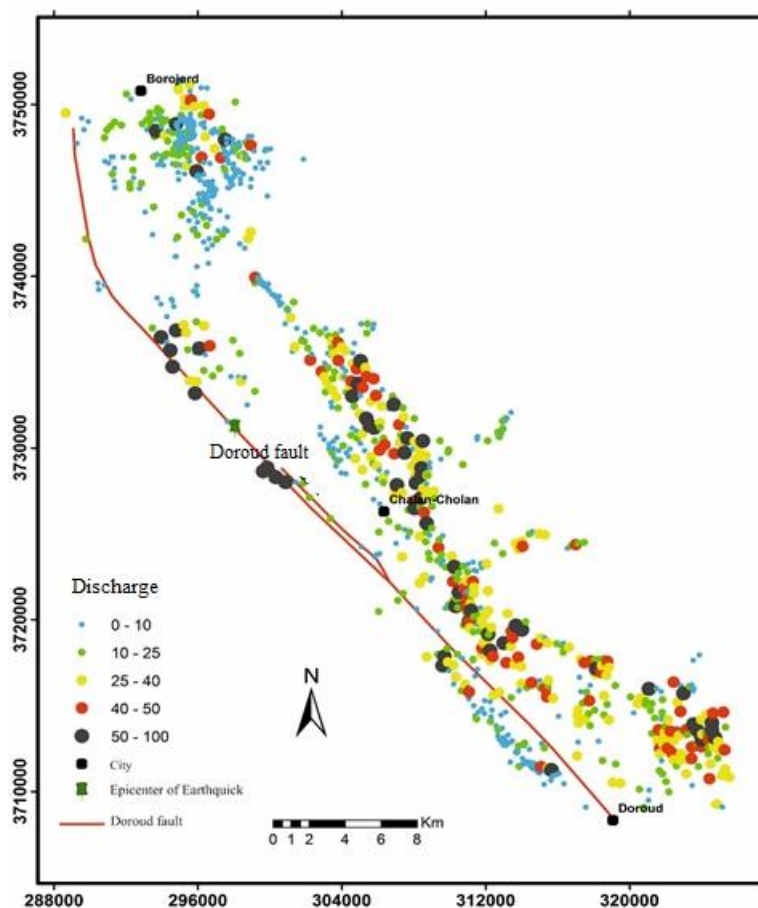 3750000
3740000
3730000
3720000
3710000
Borojerd
Doroud fault
Chalan-Cholan
Discharge
0 - 10
10 - 25
25 - 40
40 - 50
50 - 100
City
Epicenter of Earthquick
Doroud fault
N
Km
0 1 2 4 6 8
Doroud
288000 296000 304000 312000 320000